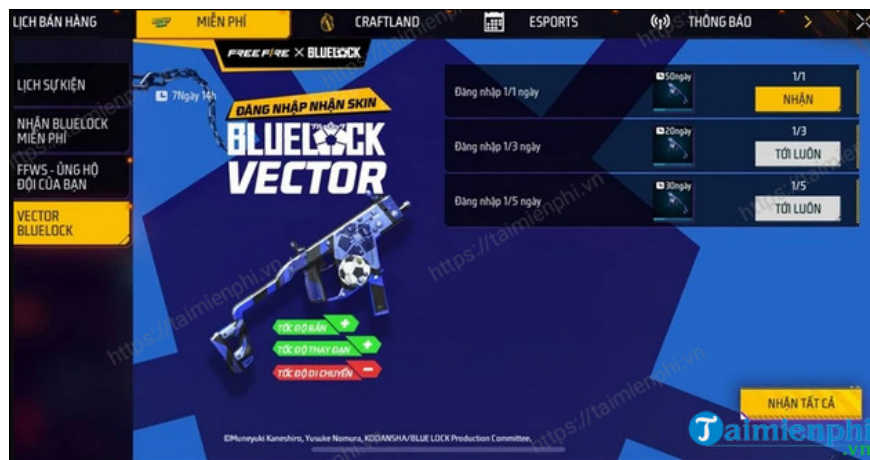 LỊCH BÁN HÀNG
MIỄN PHÍ
CRAFTLAND
ESPORTS
THÔNG BÁO
FREE FIRE × BLUELOCK
LỊCH SỰ KIỆN
NHẬN BLUELOCK
MIỄN PHÍ
FFWS - ỦNG HỘ
ĐỘI CỦA BẠN
VECTOR
BLUELOCK
7Ngày 14h
ĐĂNG NHẬP NHẬN SKIN
BLUELOCK
VECTOR
TỐC ĐỘ BẮN +
TỐC ĐỘ THAY ĐẠN +
TỐC ĐỘ DI CHUYỂN −
Đăng nhập 1/1 ngày
50ngày
1/1
NHẬN
Đăng nhập 1/3 ngày
20ngày
1/3
TỚI LUÔN
Đăng nhập 1/5 ngày
30ngày
1/5
TỚI LUÔN
NHẬN TẤT CẢ
©Muneyuki Kaneshiro, Yusuke Nomura, KODANSHA/BLUE LOCK Production Committee.
https://taimienphi.vn
Taimienphi
.vn